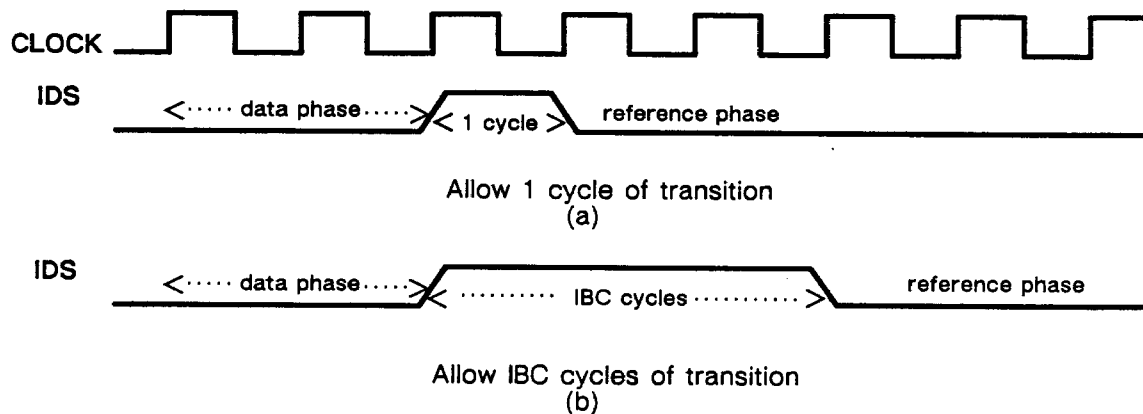 CLOCK
IDS
<····· data phase ·····>
< 1 cycle >
reference phase
Allow 1 cycle of transition
(a)
IDS
<····· data phase ·····>
<········ IBC cycles ········>
reference phase
Allow IBC cycles of transition
(b)